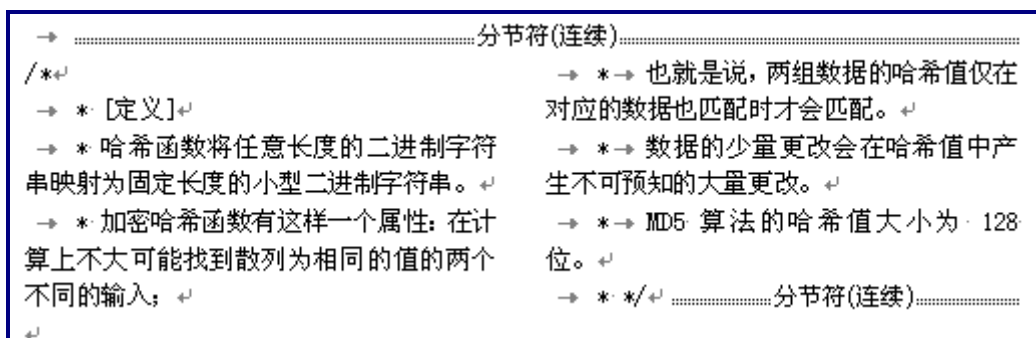 分节符(连续)
/*
* [定义]
* 哈希函数将任意长度的二进制字符
串映射为固定长度的小型二进制字符串。
* 加密哈希函数有这样一个属性:在计
算上不大可能找到散列为相同的值的两个
不同的输入;
* 也就是说,两组数据的哈希值仅在
对应的数据也匹配时才会匹配。
* 数据的少量更改会在哈希值中产
生不可预知的大量更改。
* MD5 算法的哈希值大小为 128
位。
* */ 分节符(连续)